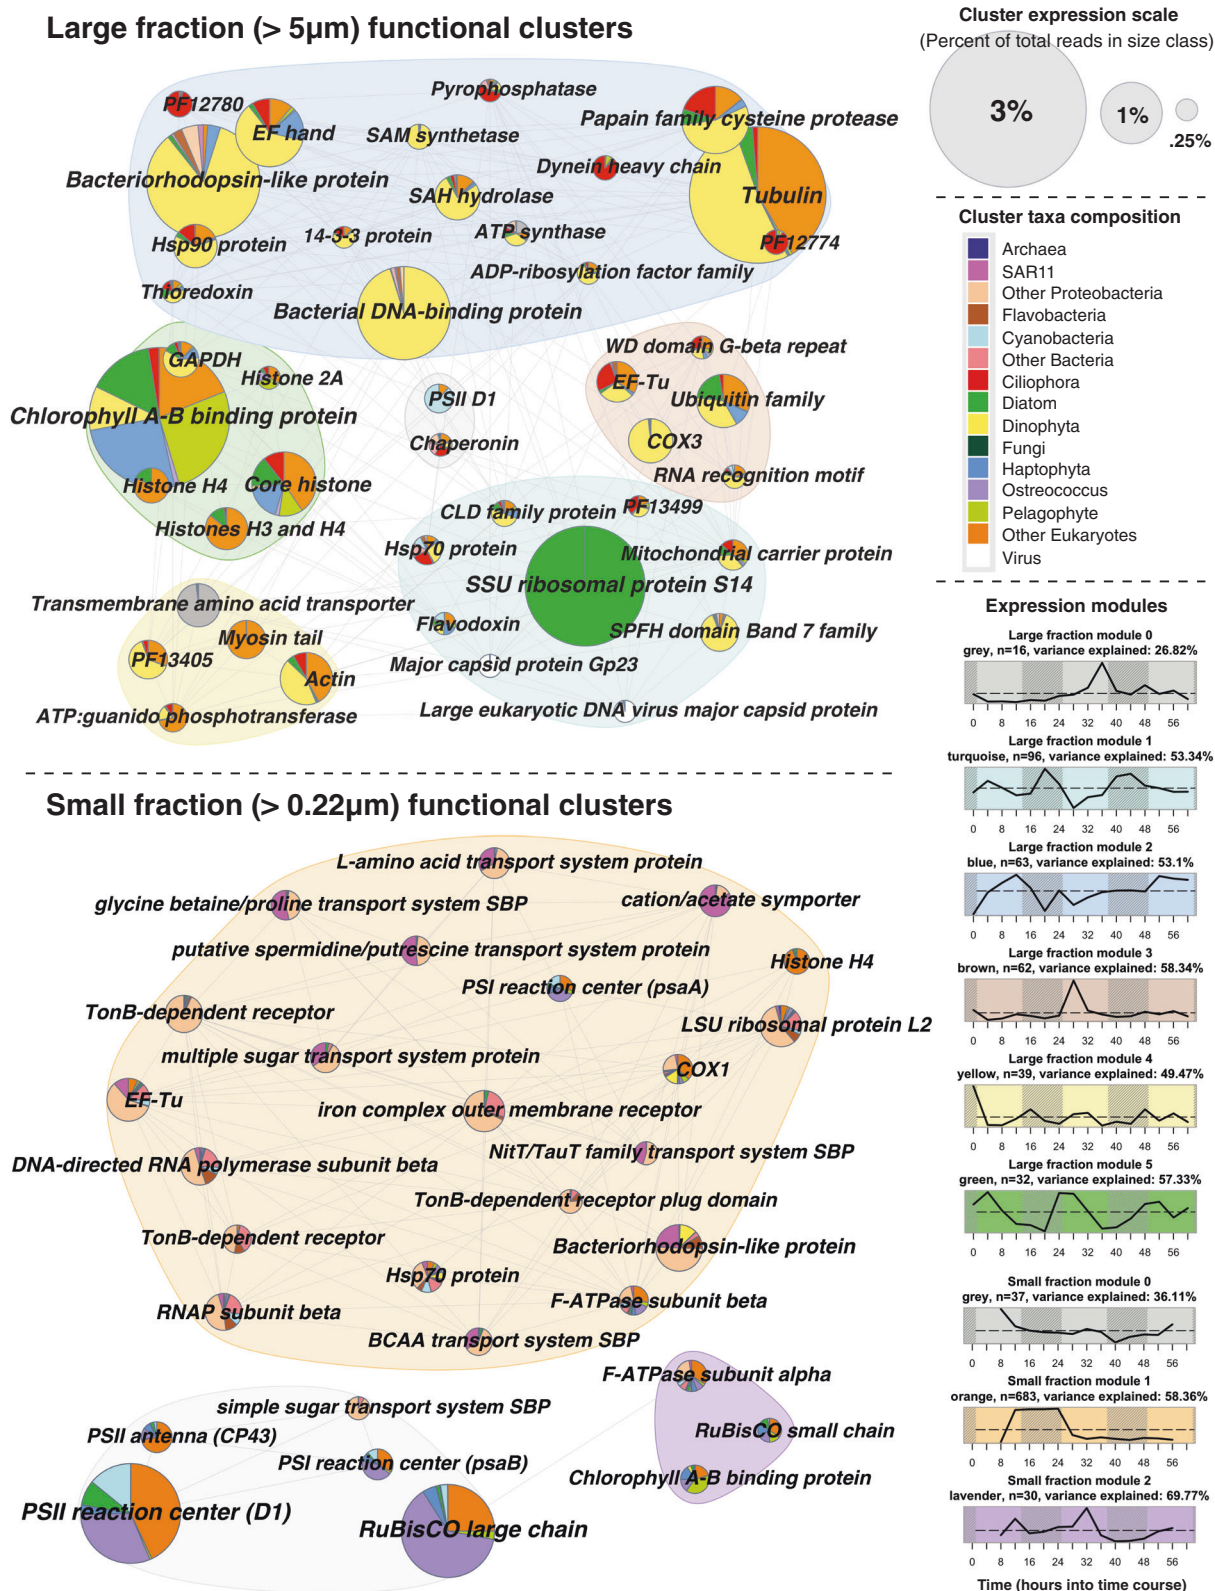 Large fraction (> 5µm) functional clusters
PF12780
EF hand
Pyrophosphatase
SAM synthetase
Papain family cysteine protease
Dynein heavy chain
Bacteriorhodopsin-like protein
SAH hydrolase
Tubulin
Hsp90 protein
14-3-3 protein
ATP synthase
PF12774
Thioredoxin
ADP-ribosylation factor family
Bacterial DNA-binding protein
GAPDH
Histone 2A
Chlorophyll A-B binding protein
Histone H4
Core histone
Histones H3 and H4
PSII D1
Chaperonin
WD domain G-beta repeat
EF-Tu
Ubiquitin family
COX3
RNA recognition motif
CLD family protein
PF13499
Hsp70 protein
Mitochondrial carrier protein
SSU ribosomal protein S14
Flavodoxin
SPFH domain Band 7 family
Major capsid protein Gp23
Large eukaryotic DNA virus major capsid protein
Transmembrane amino acid transporter
Myosin tail
PF13405
Actin
ATP:guanido phosphotransferase
Small fraction (> 0.22µm) functional clusters
L-amino acid transport system protein
glycine betaine/proline transport system SBP
cation/acetate symporter
putative spermidine/putrescine transport system protein
Histone H4
PSI reaction center (psaA)
TonB-dependent receptor
LSU ribosomal protein L2
multiple sugar transport system protein
COX1
EF-Tu
iron complex outer membrane receptor
NitT/TauT family transport system SBP
DNA-directed RNA polymerase subunit beta
TonB-dependent receptor plug domain
TonB-dependent receptor
Bacteriorhodopsin-like protein
Hsp70 protein
F-ATPase subunit beta
RNAP subunit beta
BCAA transport system SBP
F-ATPase subunit alpha
simple sugar transport system SBP
PSII antenna (CP43)
RuBisCO small chain
PSI reaction center (psaB)
Chlorophyll A-B binding protein
PSII reaction center (D1)
RuBisCO large chain
Cluster expression scale
(Percent of total reads in size class)
3%
1%
.25%
Cluster taxa composition
Archaea
SAR11
Other Proteobacteria
Flavobacteria
Cyanobacteria
Other Bacteria
Ciliophora
Diatom
Dinophyta
Fungi
Haptophyta
Ostreococcus
Pelagophyte
Other Eukaryotes
Virus
Expression modules
Large fraction module 0
grey, n=16, variance explained: 26.82%
0 8 16 24 32 40 48 56
Large fraction module 1
turquoise, n=96, variance explained: 53.34%
0 8 16 24 32 40 48 56
Large fraction module 2
blue, n=63, variance explained: 53.1%
0 8 16 24 32 40 48 56
Large fraction module 3
brown, n=62, variance explained: 58.34%
0 8 16 24 32 40 48 56
Large fraction module 4
yellow, n=39, variance explained: 49.47%
0 8 16 24 32 40 48 56
Large fraction module 5
green, n=32, variance explained: 57.33%
0 8 16 24 32 40 48 56
Small fraction module 0
grey, n=37, variance explained: 36.11%
0 8 16 24 32 40 48 56
Small fraction module 1
orange, n=683, variance explained: 58.36%
0 8 16 24 32 40 48 56
Small fraction module 2
lavender, n=30, variance explained: 69.77%
0 8 16 24 32 40 48 56
Time (hours into time course)